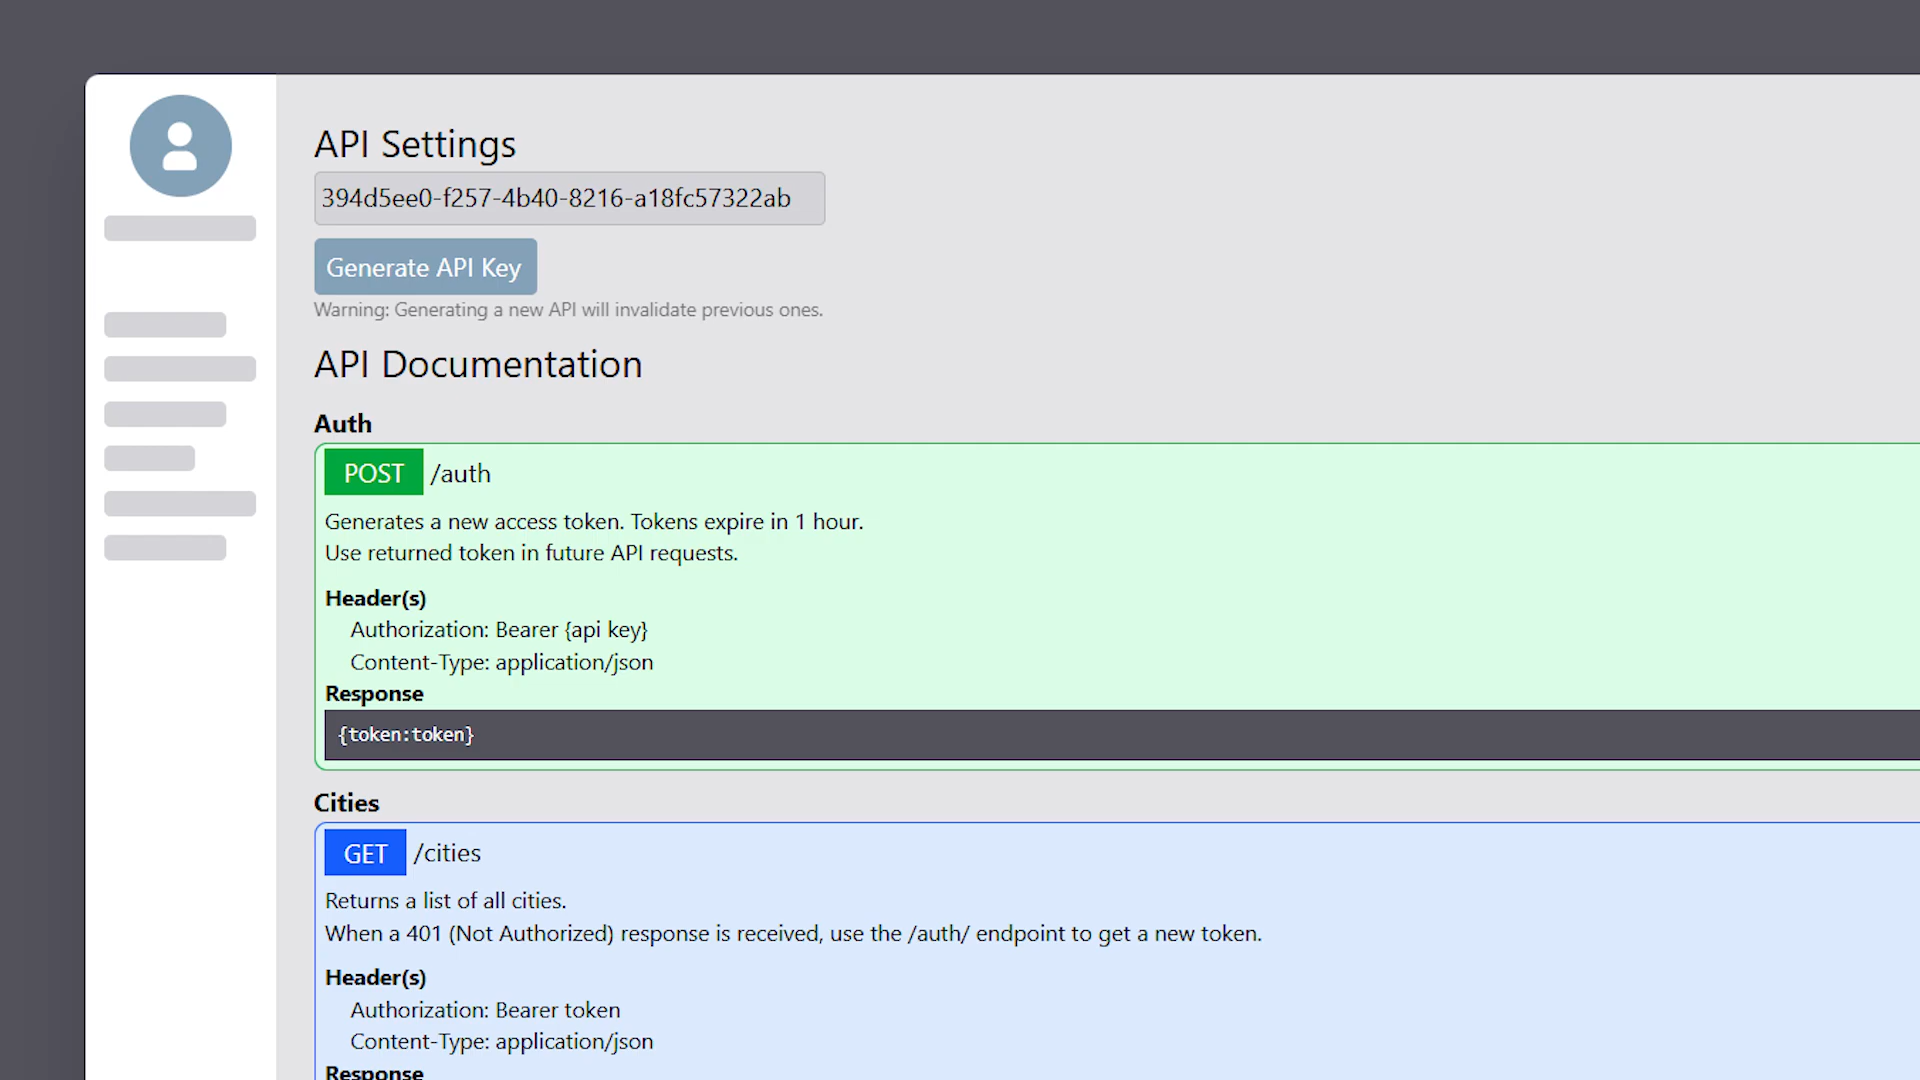 API Settings
394d5ee0-f257-4b40-8216-a18fc57322ab
Generate API Key
Warning: Generating a new API will invalidate previous ones.
API Documentation
Auth
POST /auth
Generates a new access token. Tokens expire in 1 hour.
Use returned token in future API requests.
Header(s)
Authorization: Bearer {api key}
Content-Type: application/json
Response
{token:token}
Cities
GET /cities
Returns a list of all cities.
When a 401 (Not Authorized) response is received, use the /auth/ endpoint to get a new token.
Header(s)
Authorization: Bearer token
Content-Type: application/json
Response